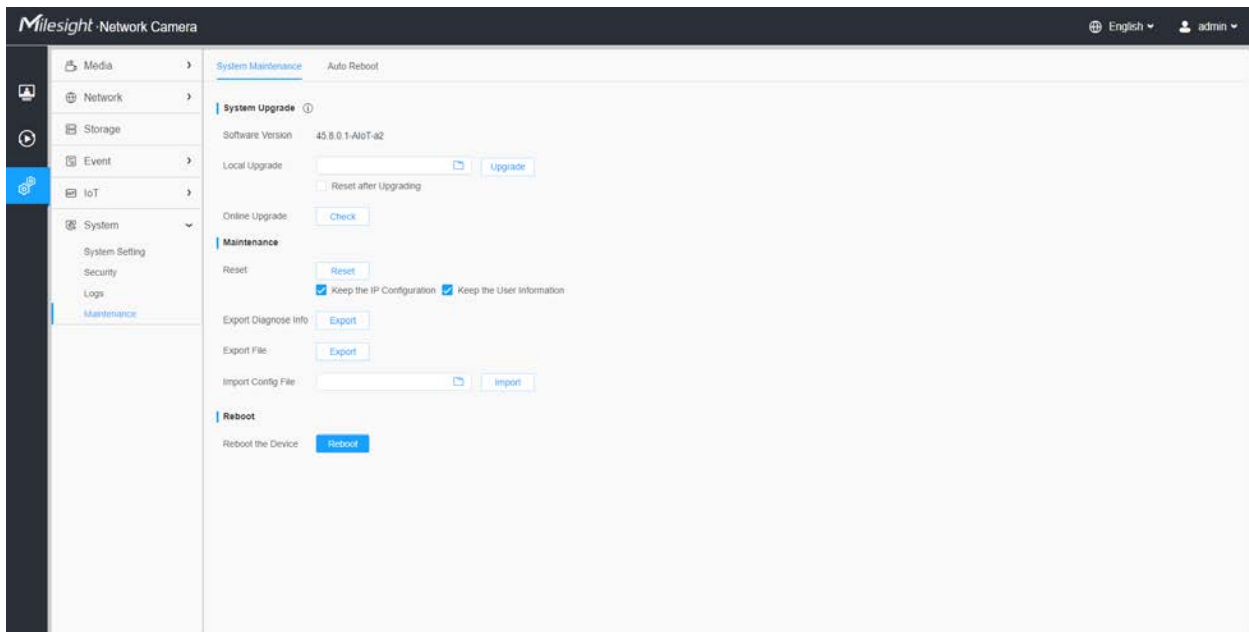 Milesight · Network Camera
English
admin
Media
Network
Storage
Event
IoT
System
System Setting
Security
Logs
Maintenance
System Maintenance
Auto Reboot
System Upgrade
Software Version 45.8.0.1-AIoT-a2
Local Upgrade Upgrade
Reset after Upgrading
Online Upgrade Check
Maintenance
Reset Reset
Keep the IP Configuration Keep the User Information
Export Diagnose Info Export
Export File Export
Import Config File Import
Reboot
Reboot the Device Reboot